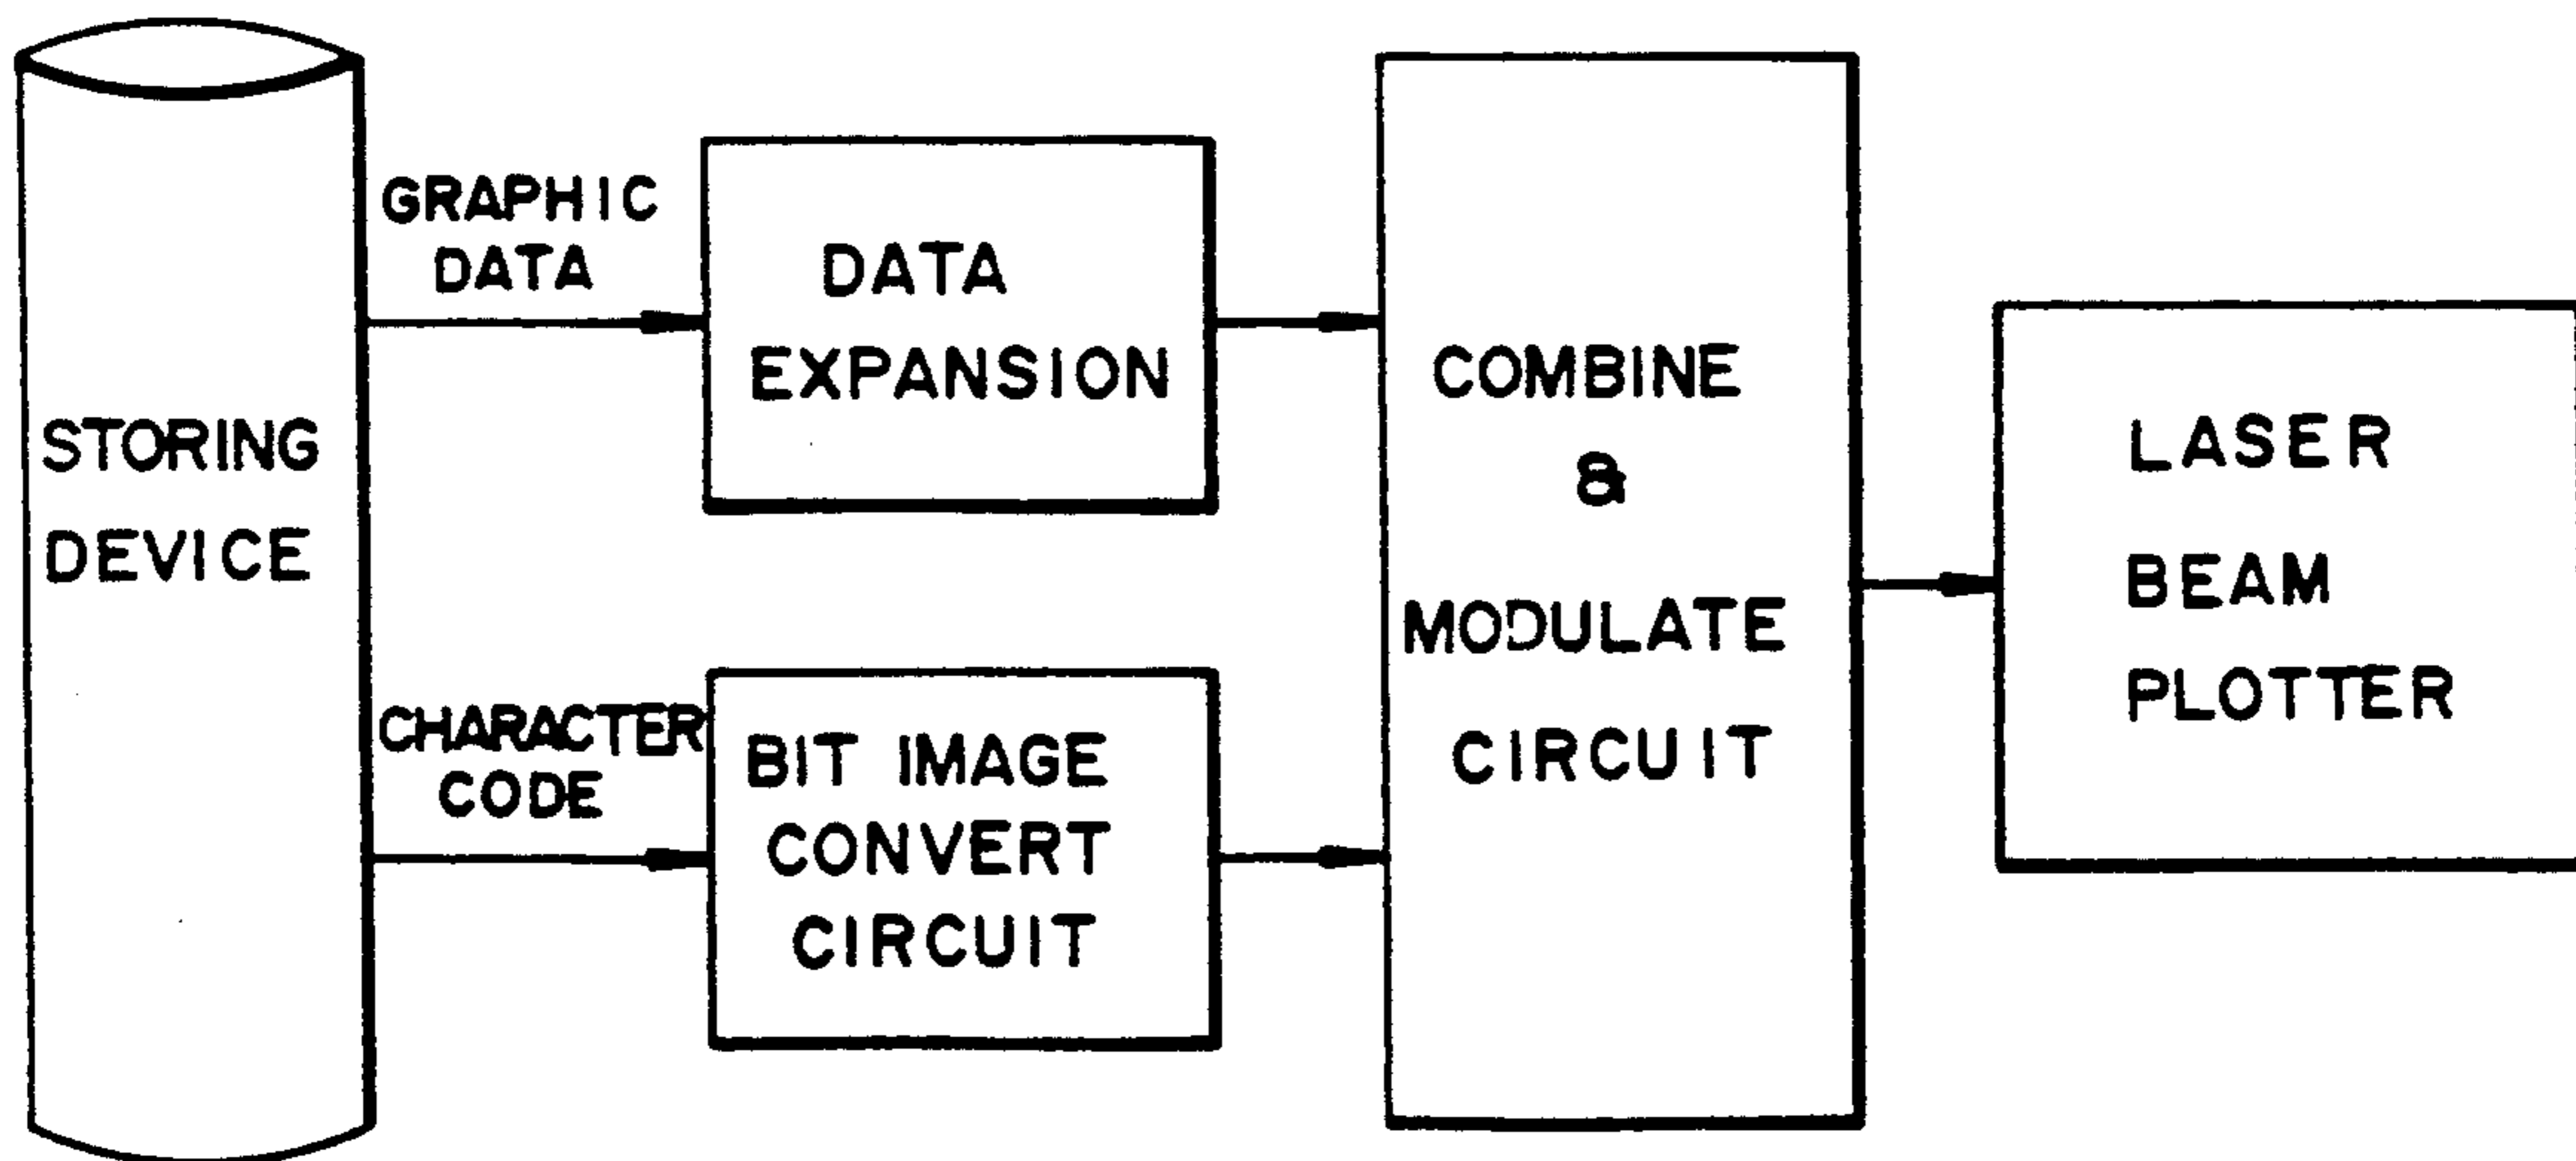 STORING
DEVICE
GRAPHIC
DATA
CHARACTER
CODE
DATA
EXPANSION
BIT IMAGE
CONVERT
CIRCUIT
COMBINE
&
MODULATE
CIRCUIT
LASER
BEAM
PLOTTER